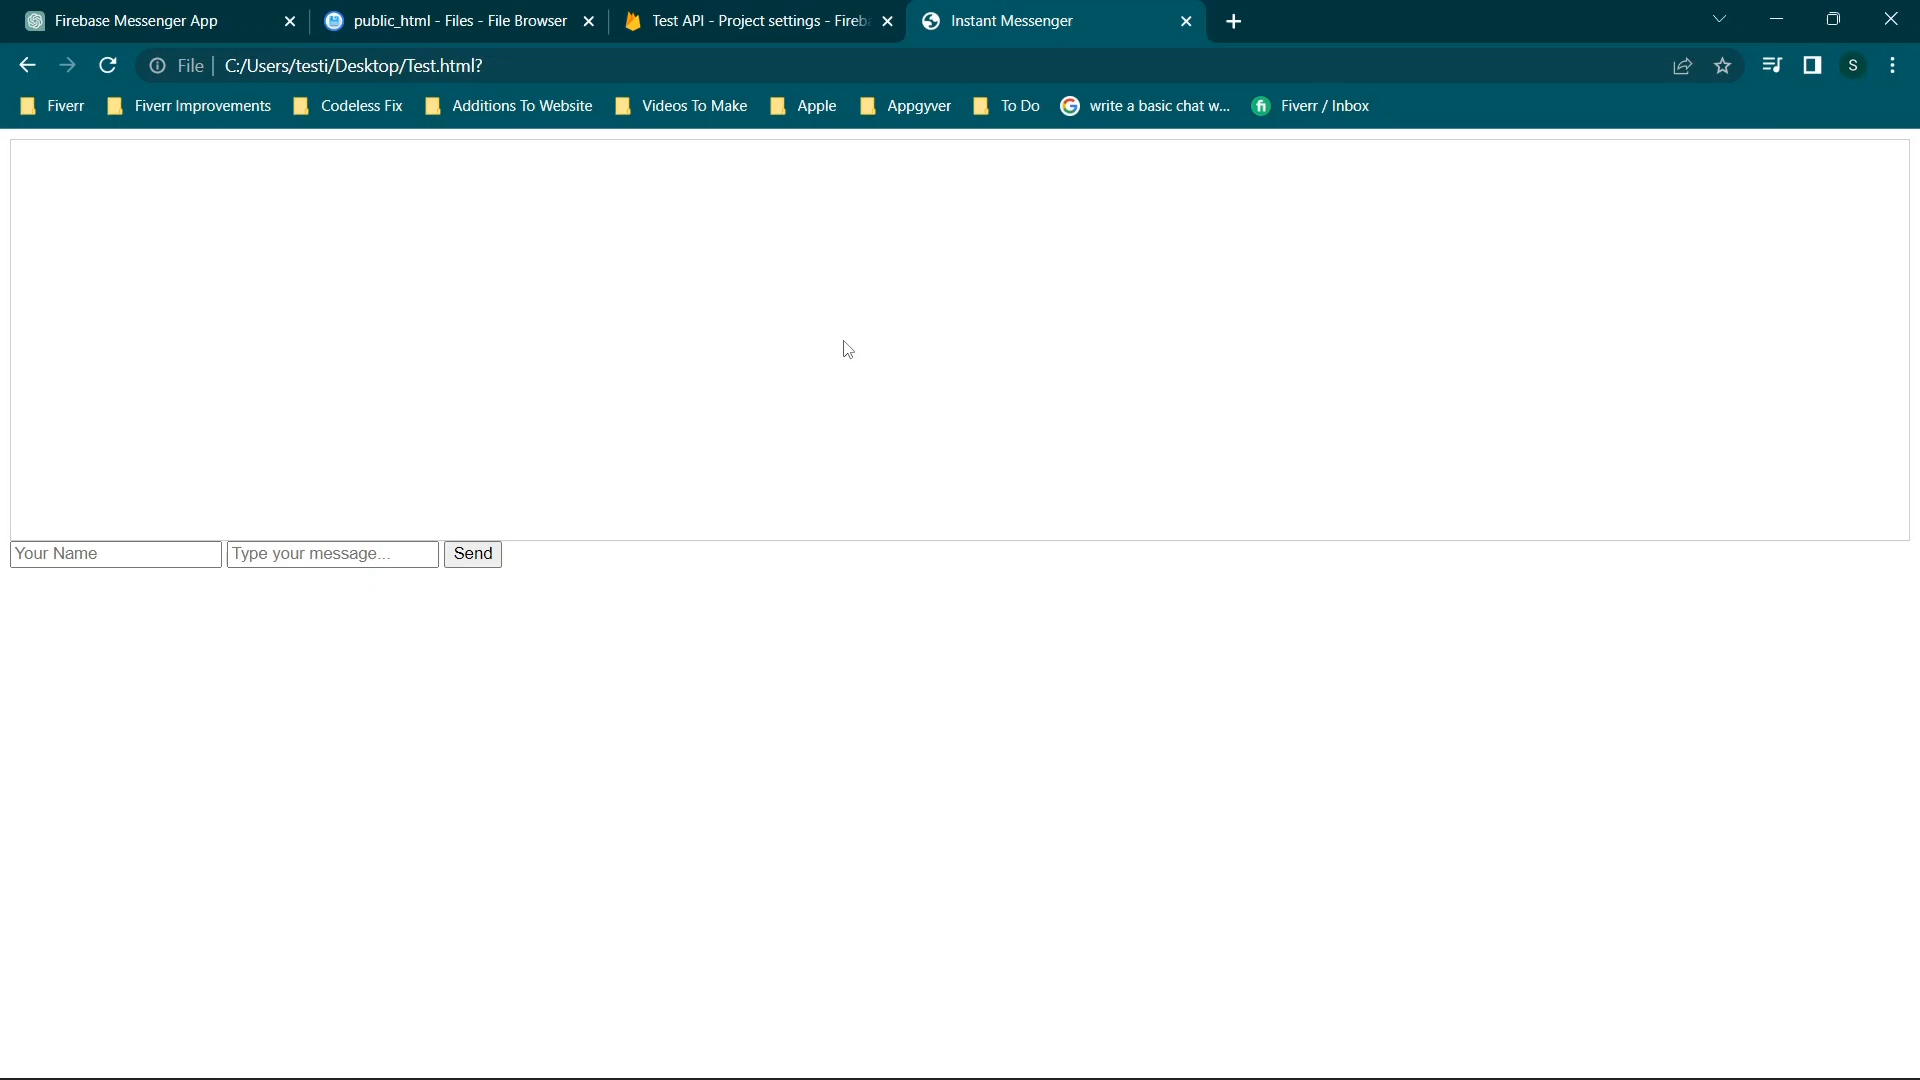 Firebase Messenger App
public_html - Files - File Browser
Test API - Project settings - Fireba
Instant Messenger
File
C:/Users/testi/Desktop/Test.html?
S
Fiverr
Fiverr Improvements
Codeless Fix
Additions To Website
Videos To Make
Apple
Appgyver
To Do
write a basic chat w...
Fiverr / Inbox
Your Name
Type your message...
Send